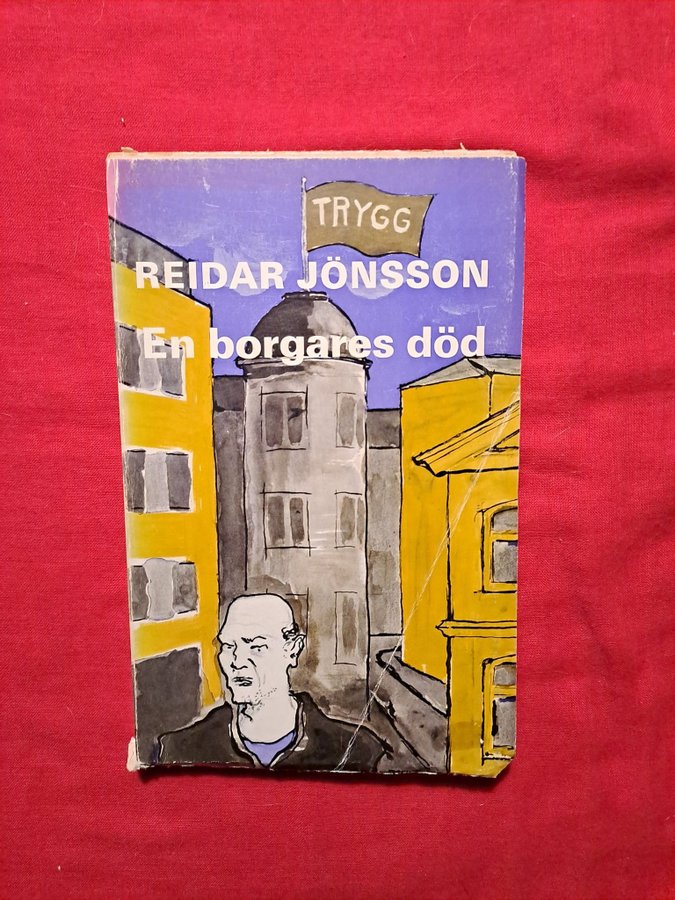 TRYGG
REIDAR JÖNSSON
En borgares död